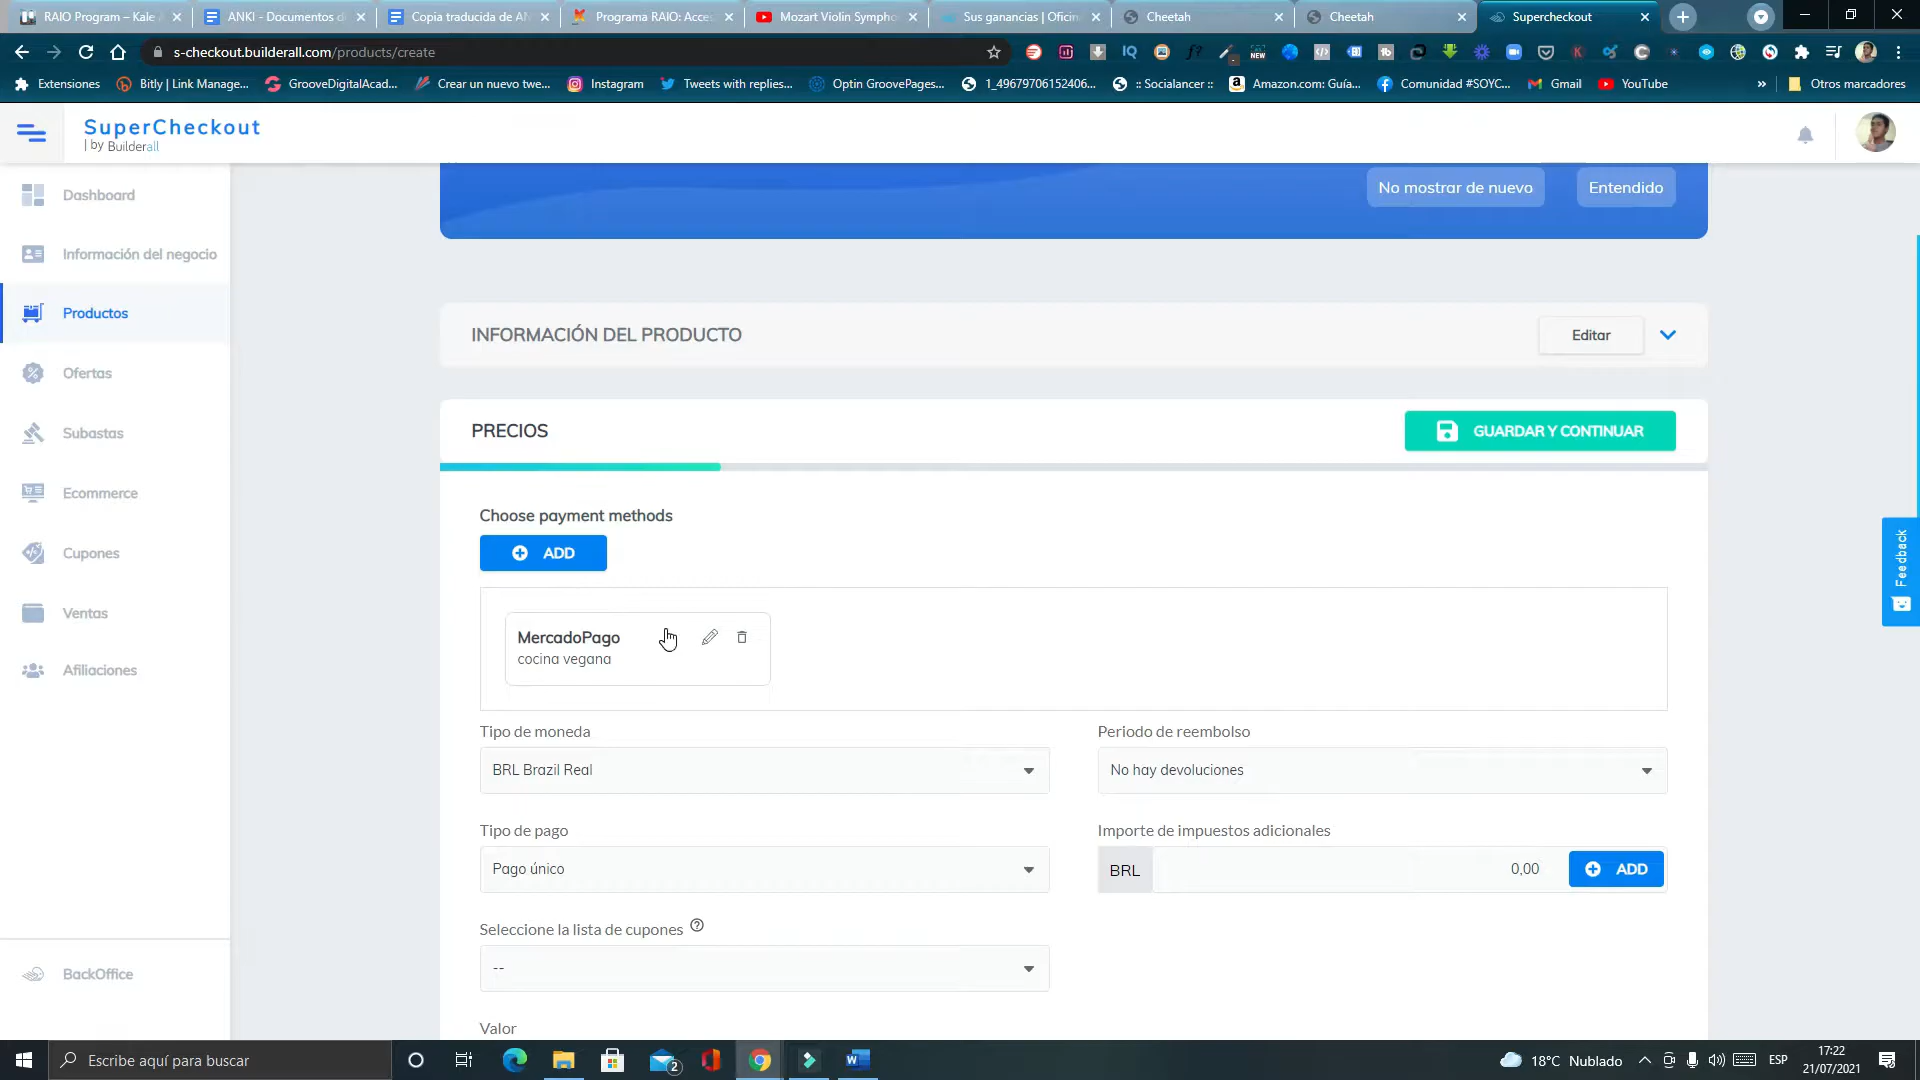 RAIO Program – Kale
ANKI - Documentos d
Copia traducida de AN
Programa RAIO: Acce
Mozart Violin Sympho
Sus ganancias | Oficin
Cheetah
Cheetah
Supercheckout
s-checkout.builderall.com/products/create
Extensiones
Bitly | Link Manage...
GrooveDigitalAcad...
Crear un nuevo twe...
Instagram
Tweets with replies...
Optin GroovePages...
1_49679706152406...
:: Socialancer ::
Amazon.com: Guía...
Comunidad #SOYC...
Gmail
YouTube
»
Otros marcadores
SuperCheckout
| by Builderall
Dashboard
Información del negocio
Productos
Ofertas
Subastas
Ecommerce
Cupones
Ventas
Afiliaciones
BackOffice
No mostrar de nuevo
Entendido
INFORMACIÓN DEL PRODUCTO
Editar
PRECIOS
GUARDAR Y CONTINUAR
Choose payment methods
ADD
MercadoPago
cocina vegana
Tipo de moneda
BRL Brazil Real
Periodo de reembolso
No hay devoluciones
Tipo de pago
Pago único
Importe de impuestos adicionales
BRL
0,00
ADD
Seleccione la lista de cupones
--
Valor
Feedback
Escribe aquí para buscar
2
18°C Nublado
ESP
17:22
21/07/2021